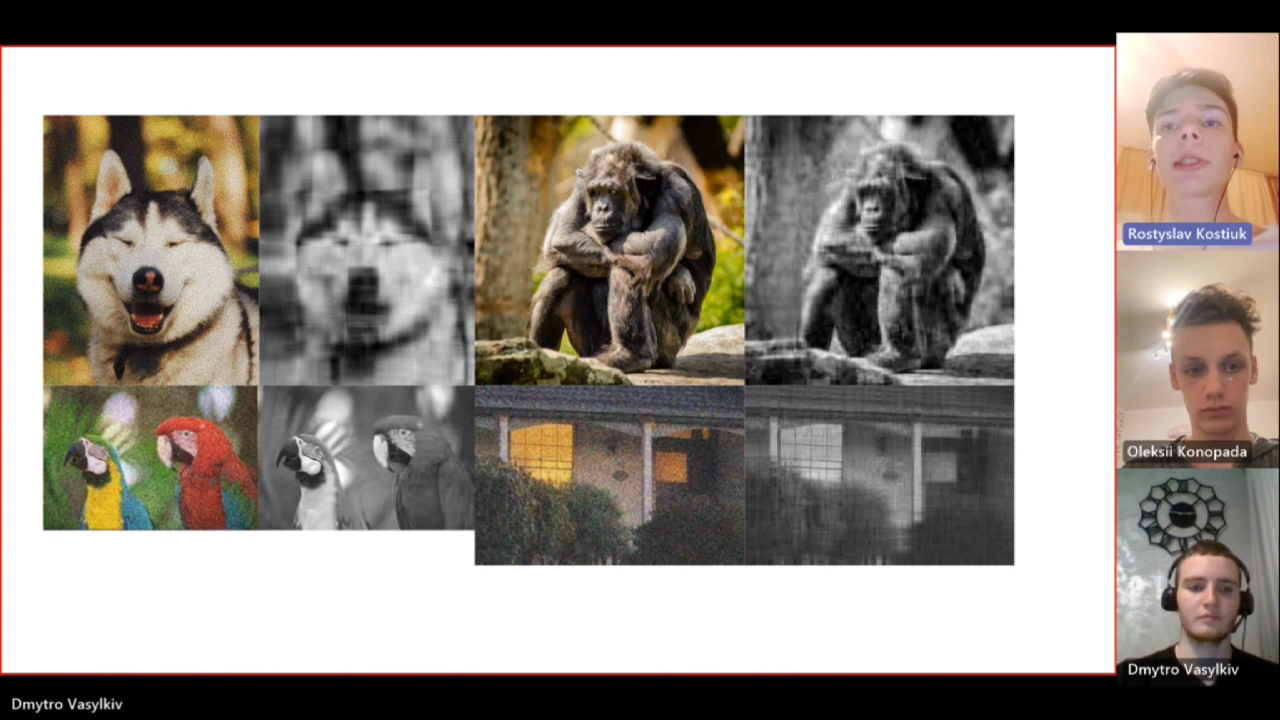 Rostyslav Kostiuk
Oleksii Konopada
Dmytro Vasylkiv
Dmytro Vasylkiv